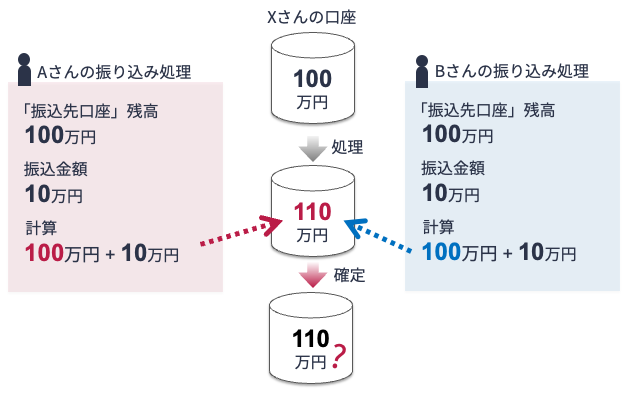 Xさんの口座
100
万円
処理
110
万円
確定
110
万円?
Aさんの振り込み処理
「振込先口座」残高
100万円
振込金額
10万円
計算
100万円 + 10万円
Bさんの振り込み処理
「振込先口座」残高
100万円
振込金額
10万円
計算
100万円 + 10万円